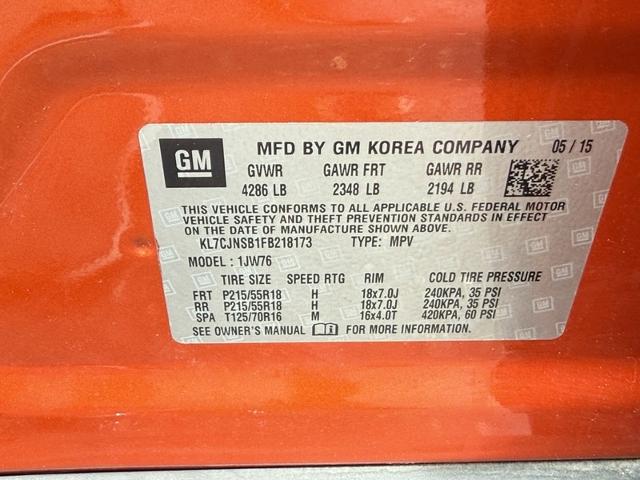 GM MFD BY GM KOREA COMPANY 05 / 15
GVWR GAWR FRT GAWR RR
4286 LB 2348 LB 2194 LB
THIS VEHICLE CONFORMS TO ALL APPLICABLE U.S. FEDERAL MOTOR
VEHICLE SAFETY AND THEFT PREVENTION STANDARDS IN EFFECT
ON THE DATE OF MANUFACTURE SHOWN ABOVE.
KL7CJNSB1FB218173 TYPE: MPV
MODEL : 1JW76
TIRE SIZE SPEED RTG RIM COLD TIRE PRESSURE
FRT P215/55R18 H 18x7.0J 240KPA, 35 PSI
RR P215/55R18 H 18x7.0J 240KPA, 35 PSI
SPA T125/70R16 M 16x4.0T 420KPA, 60 PSI
SEE OWNER'S MANUAL FOR MORE INFORMATION.